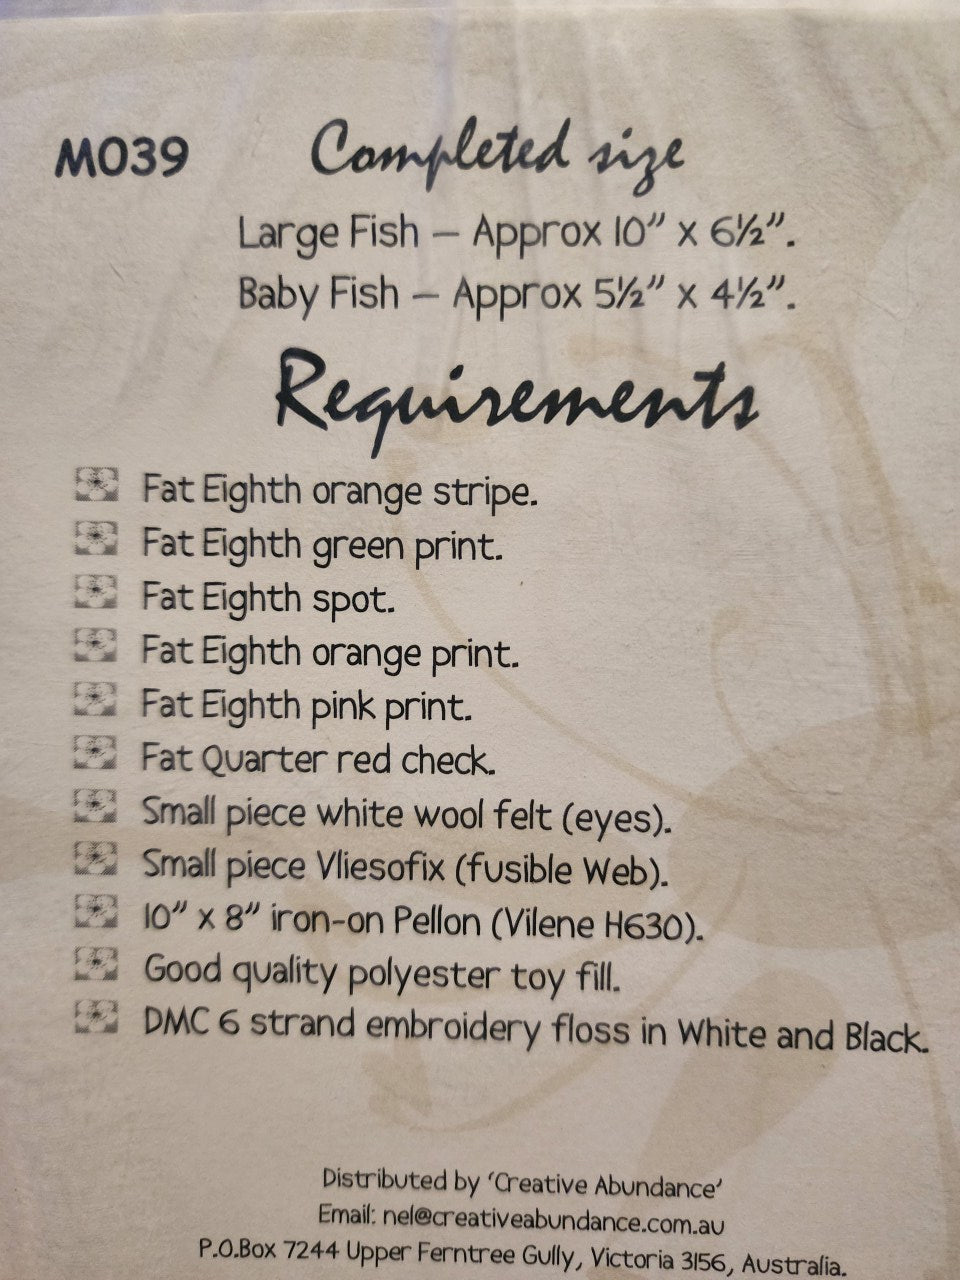 M039
Completed size
Large Fish – Approx 10” x 6½”.
Baby Fish – Approx 5½” x 4½”.
Requirements
Fat Eighth orange stripe.
Fat Eighth green print.
Fat Eighth spot.
Fat Eighth orange print.
Fat Eighth pink print.
Fat Quarter red check.
Small piece white wool felt (eyes).
Small piece Vliesofix (fusible Web).
10” x 8” iron-on Pellon (Vilene H630).
Good quality polyester toy fill.
DMC 6 strand embroidery floss in White and Black.
Distributed by ‘Creative Abundance’
Email: nel@creativeabundance.com.au
P.O.Box 7244 Upper Ferntree Gully, Victoria 3156, Australia.